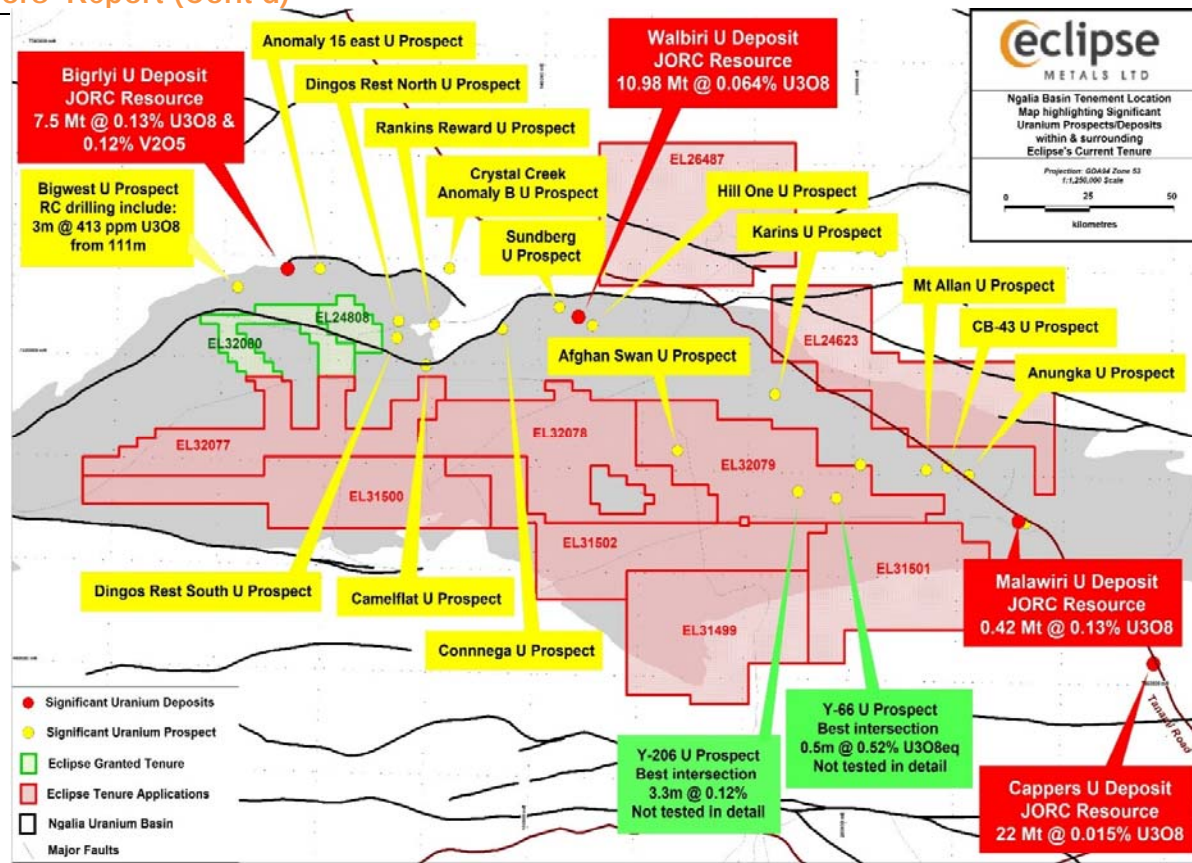 Anomaly 15 east U Prospect
Bigrlyi U Deposit
JORC Resource
7.5 Mt @ 0.13% U3O8 &
0.12% V2O5
Dingos Rest North U Prospect
Rankins Reward U Prospect
Bigwest U Prospect
RC drilling include:
3m @ 413 ppm U3O8
from 111m
Crystal Creek
Anomaly B U Prospect
Sundberg
U Prospect
Walbiri U Deposit
JORC Resource
10.98 Mt @ 0.064% U3O8
EL26487
Hill One U Prospect
Karins U Prospect
eclipse
METALS LTD
Ngalia Basin Tenement Location
Map highlighting Significant
Uranium Prospects/Deposits
within & surrounding
Eclipse's Current Tenure
Projection: GDA94 Zone 53
1:1,250,000 Scale
0 25 50
kilometres
Mt Allan U Prospect
CB-43 U Prospect
Anungka U Prospect
EL24808
EL32080
EL24623
Afghan Swan U Prospect
EL32077
EL32078
EL32079
EL31500
EL31502
EL31501
EL31499
Dingos Rest South U Prospect
Camelflat U Prospect
Connnega U Prospect
Malawiri U Deposit
JORC Resource
0.42 Mt @ 0.13% U3O8
Y-206 U Prospect
Best intersection
3.3m @ 0.12%
Not tested in detail
Y-66 U Prospect
Best intersection
0.5m @ 0.52% U3O8eq
Not tested in detail
Tanami Road
Cappers U Deposit
JORC Resource
22 Mt @ 0.015% U3O8
Significant Uranium Deposits
Significant Uranium Prospect
Eclipse Granted Tenure
Eclipse Tenure Applications
Ngalia Uranium Basin
Major Faults